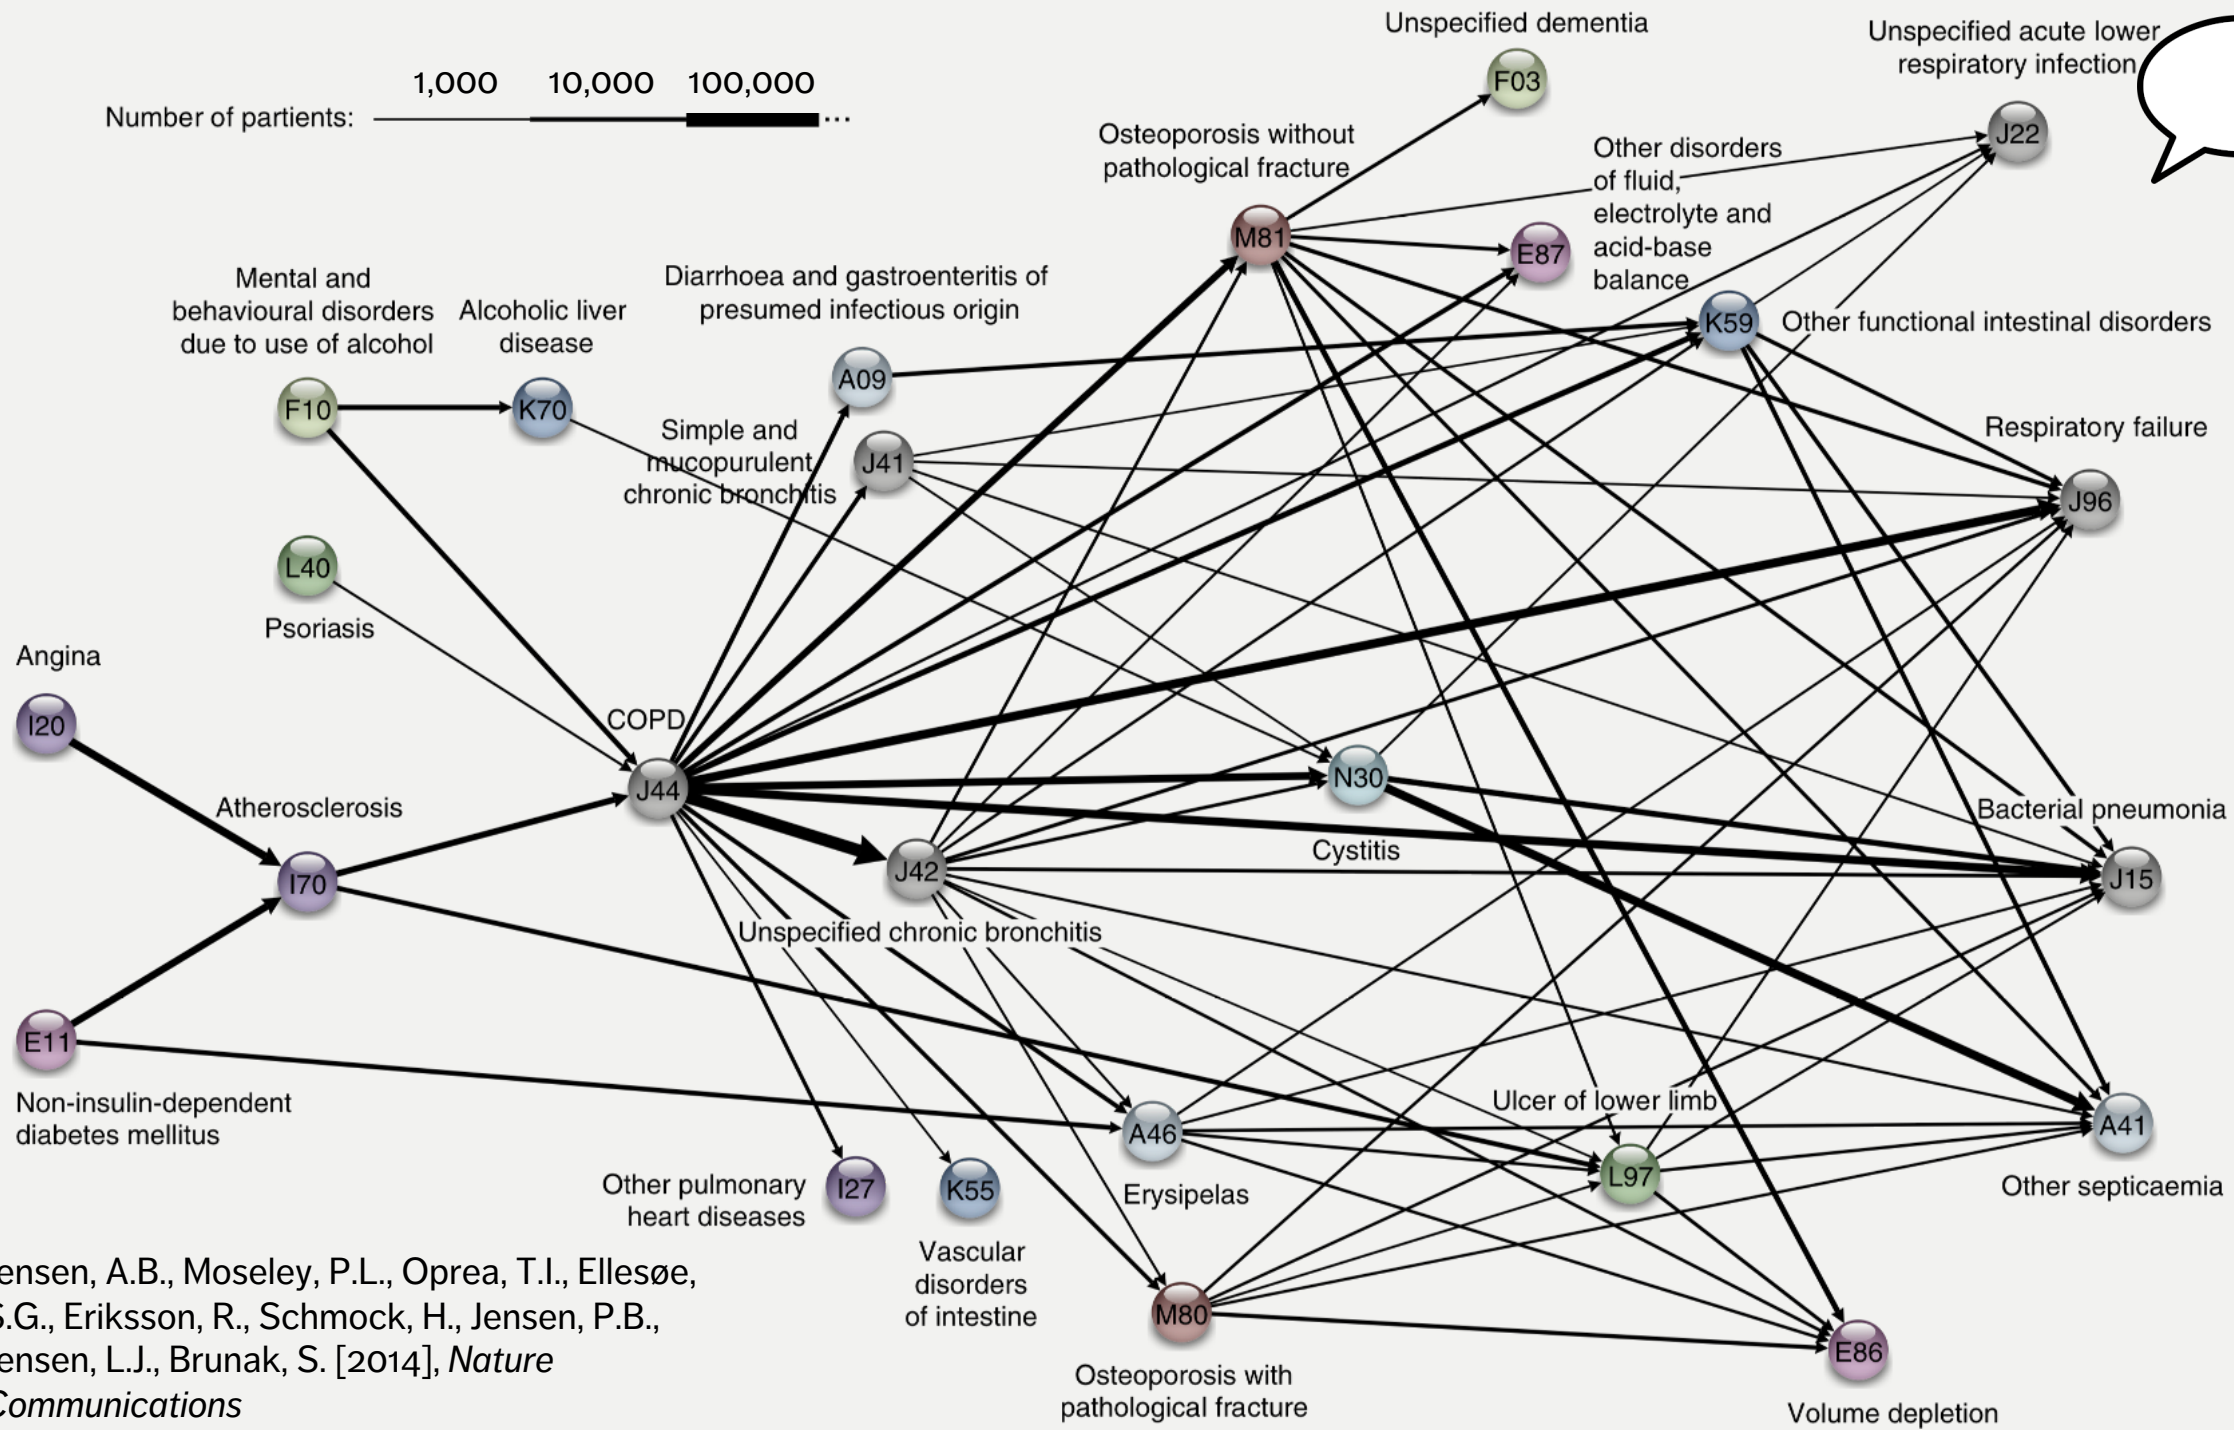 Unspecified dementia
F03
Unspecified acute lower
respiratory infection
J22
1,000 10,000 100,000
Number of partients: ...
Osteoporosis without
pathological fracture
M81
Other disorders
of fluid,
electrolyte and
acid-base
balance
E87
Mental and
behavioural disorders
due to use of alcohol
F10
Alcoholic liver
disease
K70
Diarrhoea and gastroenteritis of
presumed infectious origin
A09
K59
Other functional intestinal disorders
Simple and
mucopurulent
chronic bronchitis
J41
Respiratory failure
J96
L40
Psoriasis
Angina
I20
COPD
J44
Atherosclerosis
I70
N30
Cystitis
Bacterial pneumonia
J15
J42
Unspecified chronic bronchitis
E11
Non-insulin-dependent
diabetes mellitus
Other pulmonary
heart diseases
I27
K55
Vascular
disorders
of intestine
A46
Erysipelas
Ulcer of lower limb
L97
A41
Other septicaemia
M80
Osteoporosis with
pathological fracture
E86
Volume depletion
ensen, A.B., Moseley, P.L., Oprea, T.I., Ellesøe,
S.G., Eriksson, R., Schmock, H., Jensen, P.B.,
ensen, L.J., Brunak, S. [2014], Nature
Communications